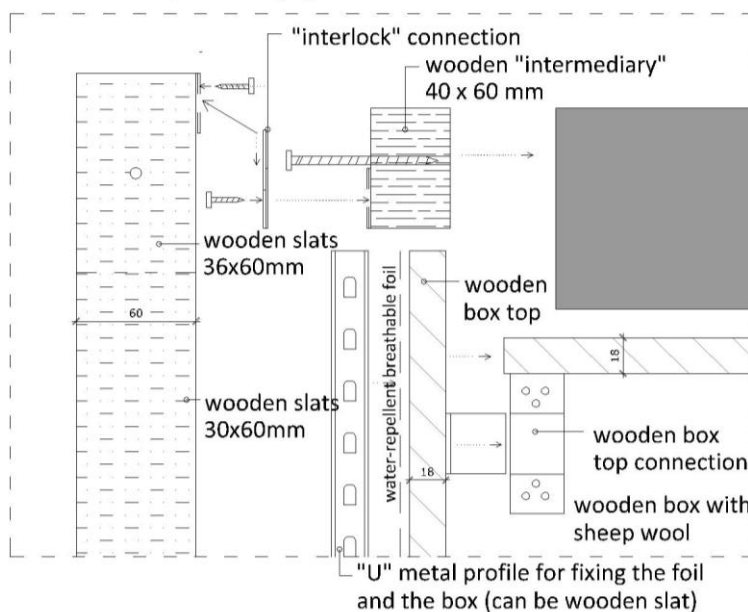 "interlock" connection
wooden "intermediary"
40 x 60 mm
wooden slats
36x60mm
60
wooden slats
30x60mm
water-repellent breathable foil
wooden
box top
18
18
wooden box
top connection
wooden box with
sheep wool
"U" metal profile for fixing the foil
and the box (can be wooden slat)